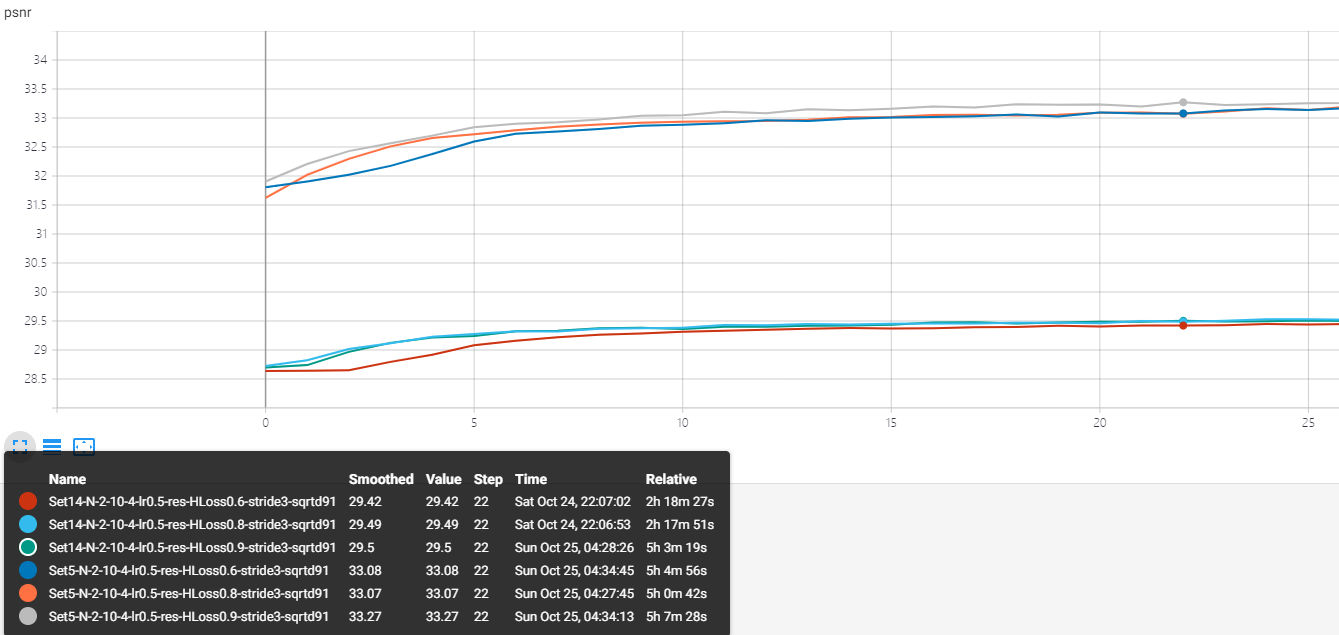 psnr
34
33.5
33
32.5
32
31.5
31
30.5
30
29.5
29
28.5
0 5 10 15 20 25
Name Smoothed Value Step Time Relative
Set14-N-2-10-4-lr0.5-res-HLoss0.6-stride3-sqrtd91 29.42 29.42 22 Sat Oct 24, 22:07:02 2h 18m 27s
Set14-N-2-10-4-lr0.5-res-HLoss0.8-stride3-sqrtd91 29.49 29.49 22 Sat Oct 24, 22:06:53 2h 17m 51s
Set14-N-2-10-4-lr0.5-res-HLoss0.9-stride3-sqrtd91 29.5 29.5 22 Sun Oct 25, 04:28:26 5h 3m 19s
Set5-N-2-10-4-lr0.5-res-HLoss0.6-stride3-sqrtd91 33.08 33.08 22 Sun Oct 25, 04:34:45 5h 4m 56s
Set5-N-2-10-4-lr0.5-res-HLoss0.8-stride3-sqrtd91 33.07 33.07 22 Sun Oct 25, 04:27:45 5h 0m 42s
Set5-N-2-10-4-lr0.5-res-HLoss0.9-stride3-sqrtd91 33.27 33.27 22 Sun Oct 25, 04:34:13 5h 7m 28s